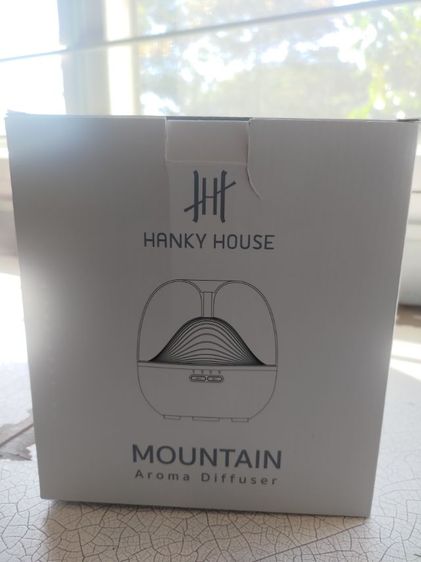 HANKY HOUSE
MOUNTAIN
Aroma Diffuser